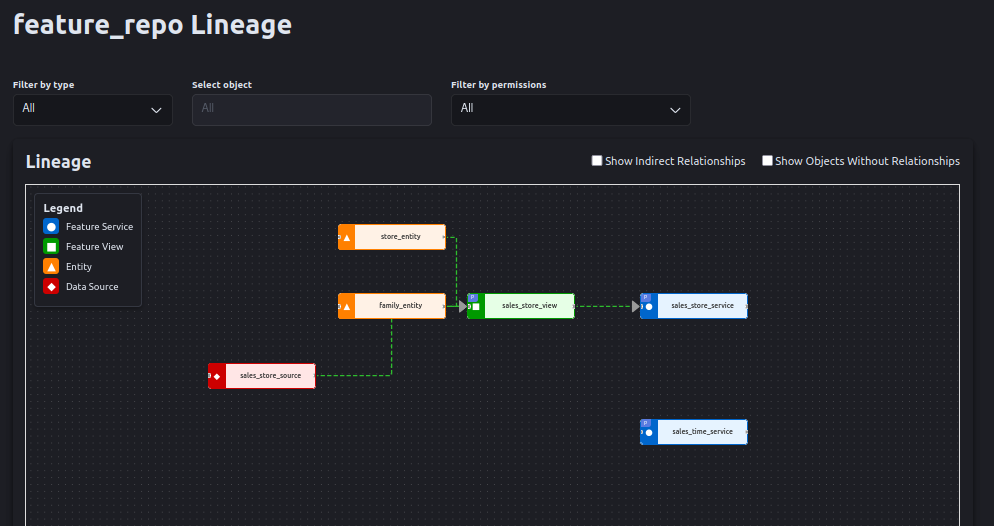 feature_repo Lineage
Filter by type
Select object
Filter by permissions
All
All
All
Lineage
Show Indirect Relationships
Show Objects Without Relationships
Legend
Feature Service
Feature View
Entity
Data Source
store_entity
family_entity
P
sales_store_view
P
sales_store_service
sales_store_source
P
sales_time_service